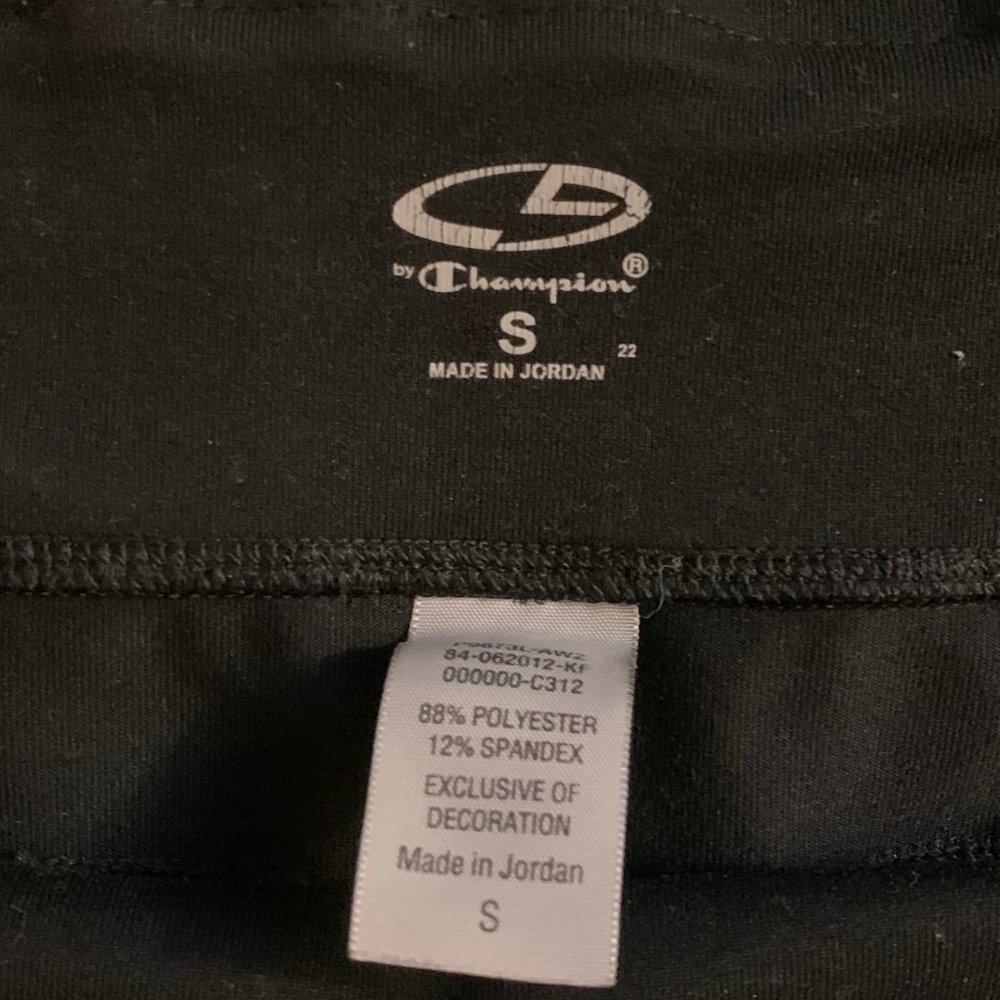 by Champion®
S
22
MADE IN JORDAN
84-062012-KF
000000-C312
88% POLYESTER
12% SPANDEX
EXCLUSIVE OF
DECORATION
Made in Jordan
S